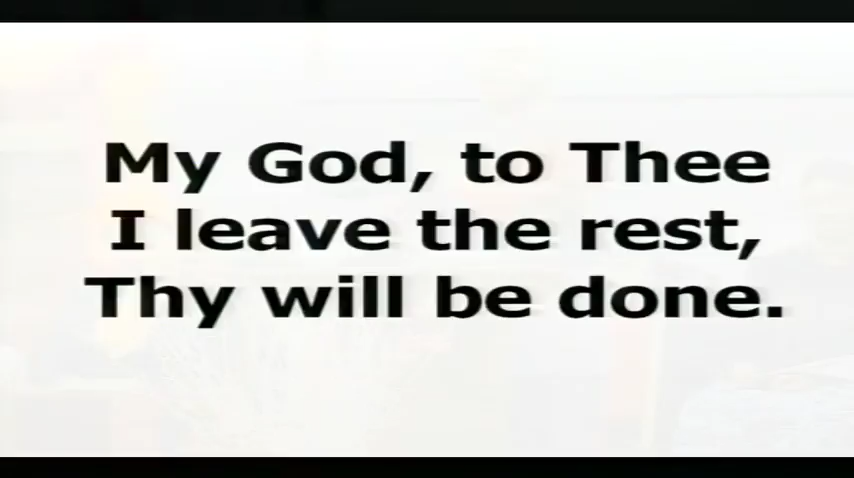 My God, to Thee
I leave the rest,
Thy will be done.